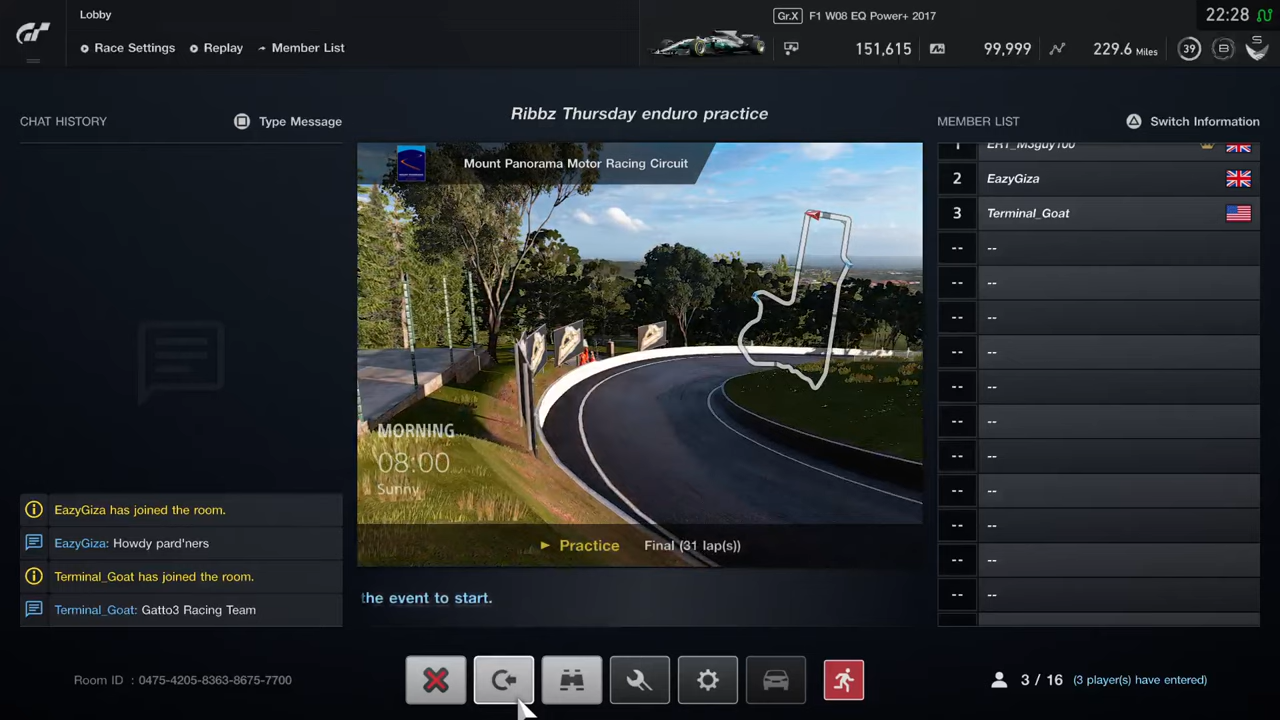 Lobby
Race Settings
Replay
Member List
Gr.X
F1 W08 EQ Power+ 2017
151,615
99,999
229.6 Miles
39
B
S
22:28
CHAT HISTORY
Type Message
Ribbz Thursday enduro practice
MEMBER LIST
Switch Information
Mount Panorama Motor Racing Circuit
1 ERT_M3guy100
2 EazyGiza
3 Terminal_Goat
-- --
-- --
-- --
-- --
-- --
-- --
-- --
-- --
-- --
-- --
-- --
MORNING
08:00
Sunny
Practice Final (31 lap(s))
EazyGiza has joined the room.
EazyGiza: Howdy pard'ners
Terminal_Goat has joined the room.
Terminal_Goat: Gatto3 Racing Team
the event to start.
Room ID : 0475-4205-8363-8675-7700
3 / 16 (3 player(s) have entered)